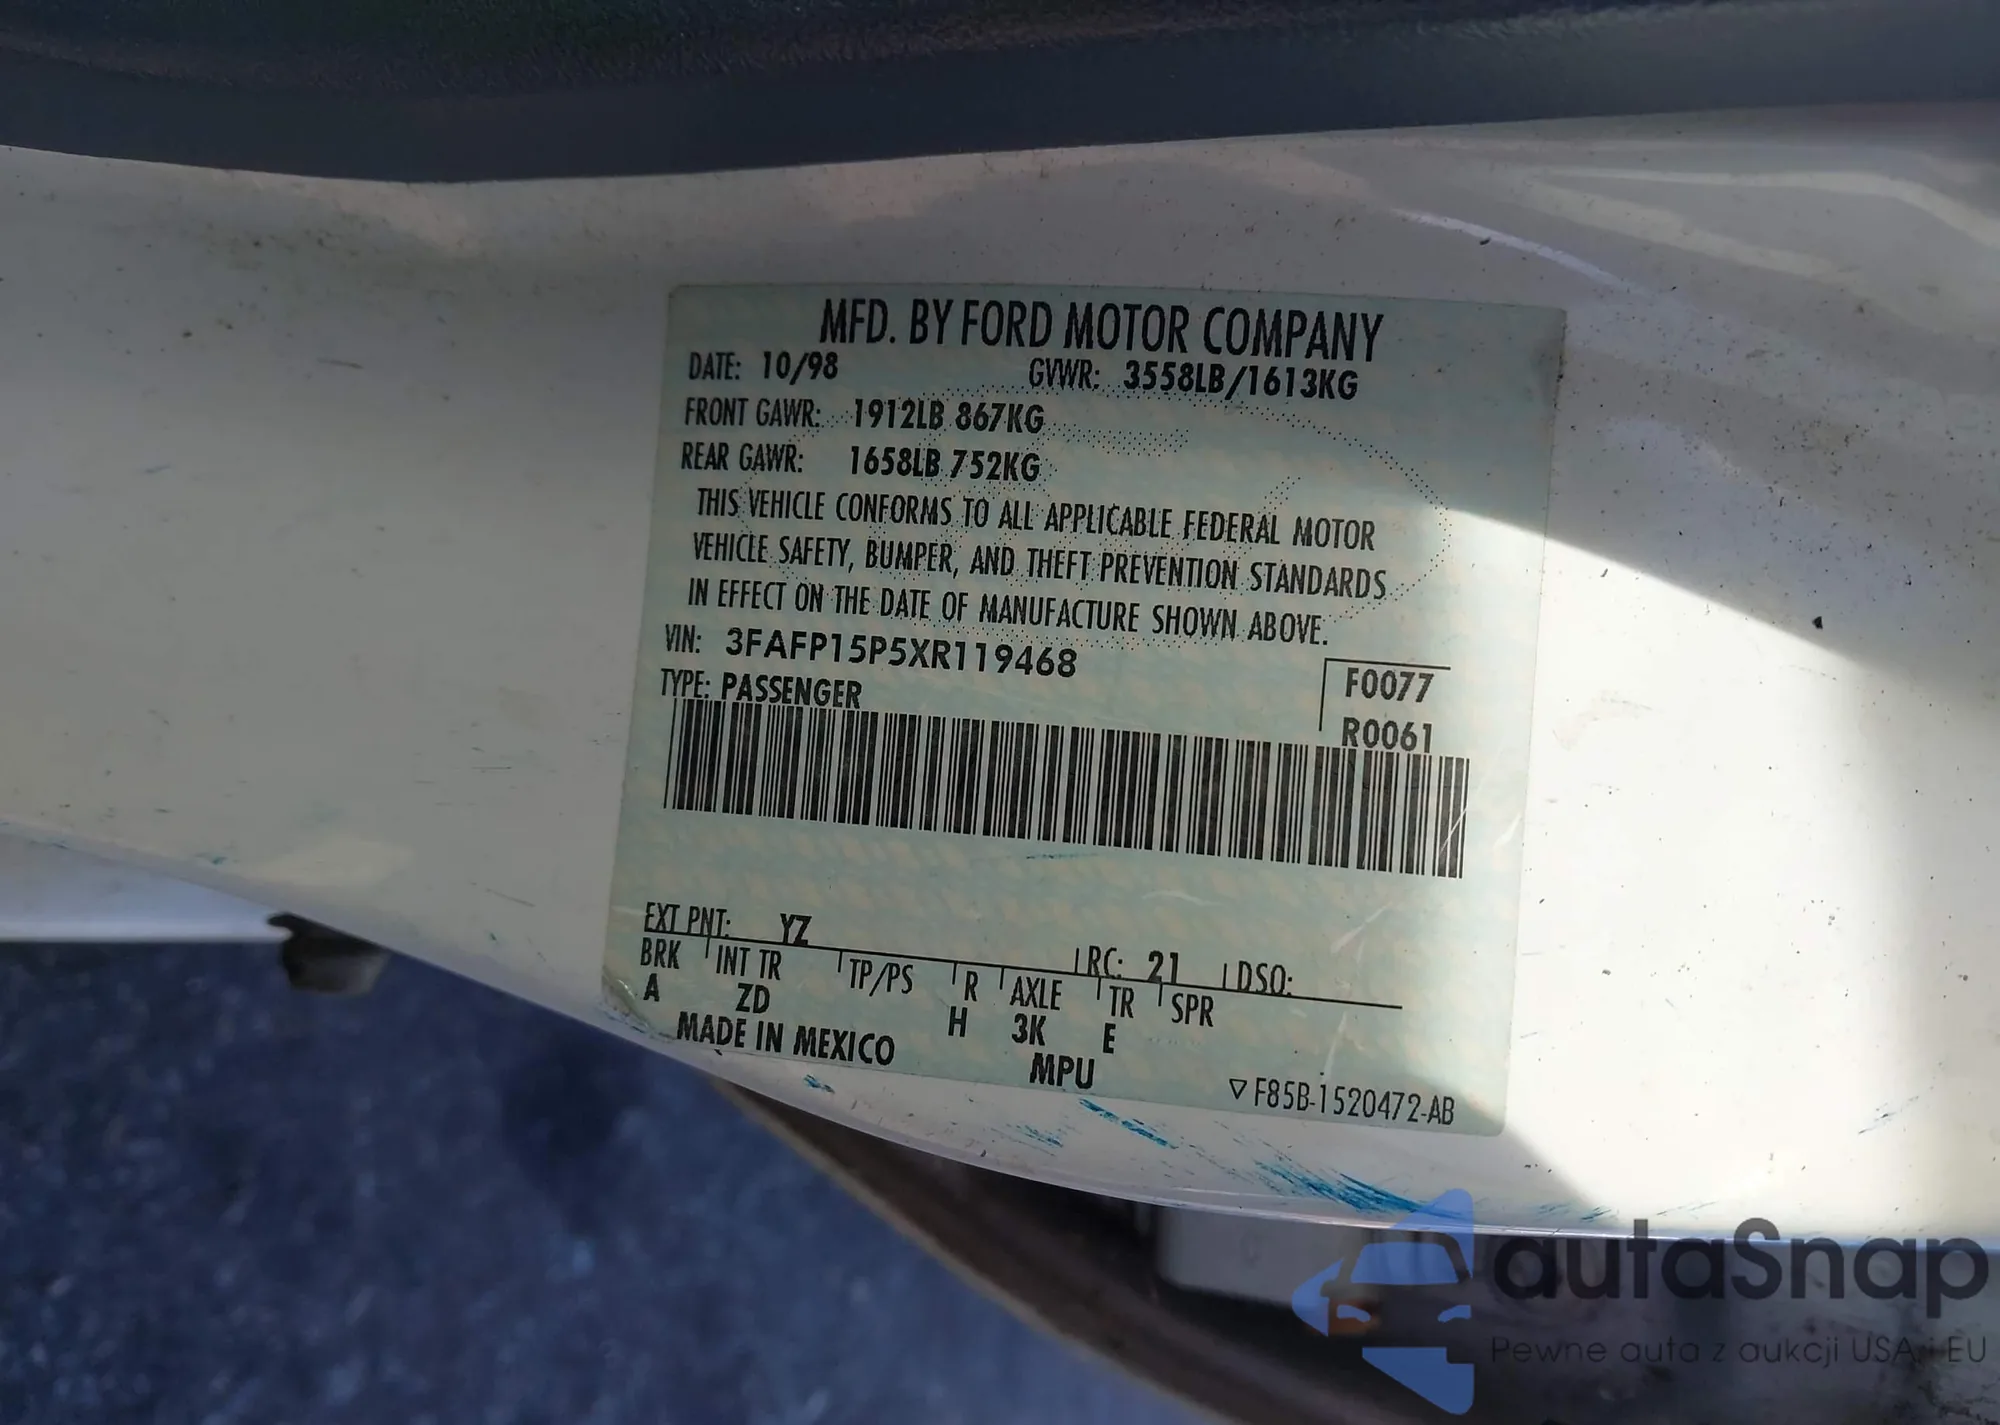 MFD. BY FORD MOTOR COMPANY
DATE: 10/98 GVWR: 3558LB/1613KG
FRONT GAWR: 1912LB 867KG
REAR GAWR: 1658LB 752KG
THIS VEHICLE CONFORMS TO ALL APPLICABLE FEDERAL MOTOR
VEHICLE SAFETY, BUMPER, AND THEFT PREVENTION STANDARDS
IN EFFECT ON THE DATE OF MANUFACTURE SHOWN ABOVE.
VIN: 3FAFP15P5XR119468
TYPE: PASSENGER
F0077
R0061
EXT PNT: YZ RC: 21 DSO:
BRK INT TR TP/PS R AXLE TR SPR
A ZD H 3K E
MADE IN MEXICO MPU
F85B-1520472-AB
autaSnap
Pewne auta z aukcji USA i EU